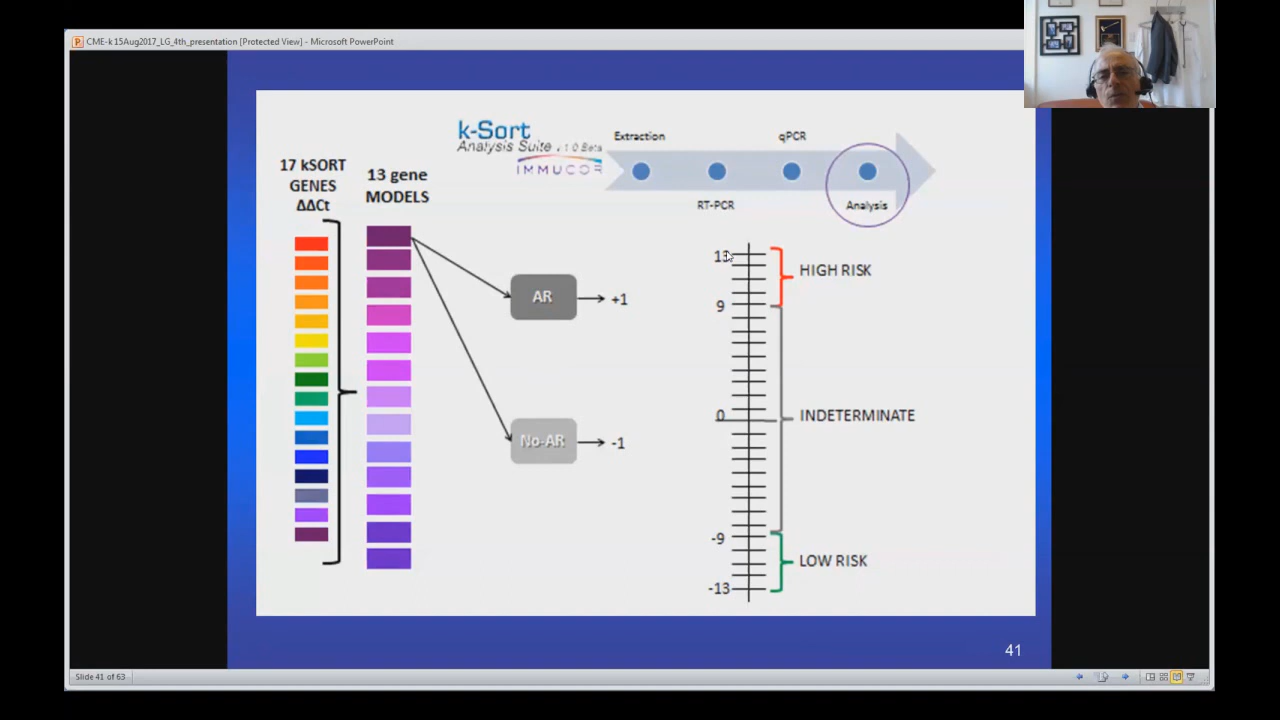 CME-k 15Aug2017_LG_4th_presentation [Protected View] - Microsoft PowerPoint
k-Sort
Analysis Suite v 1.0 Beta
IMMUCOR
Extraction
qPCR
RT-PCR
Analysis
17 kSORT
GENES
ΔΔCt
13 gene
MODELS
AR
+1
No-AR
-1
13
9
0
-9
-13
HIGH RISK
INDETERMINATE
LOW RISK
41
Slide 41 of 63